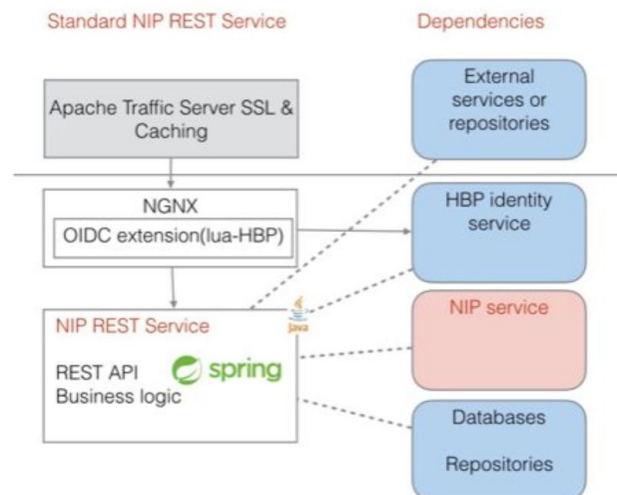 Standard NIP REST Service
Dependencies
Apache Traffic Server SSL &
Caching
External
services or
repositories
NGNX
OIDC extension(lua-HBP)
HBP identity
service
NIP REST Service
Java
REST API
Business logic
spring
NIP service
Databases
Repositories